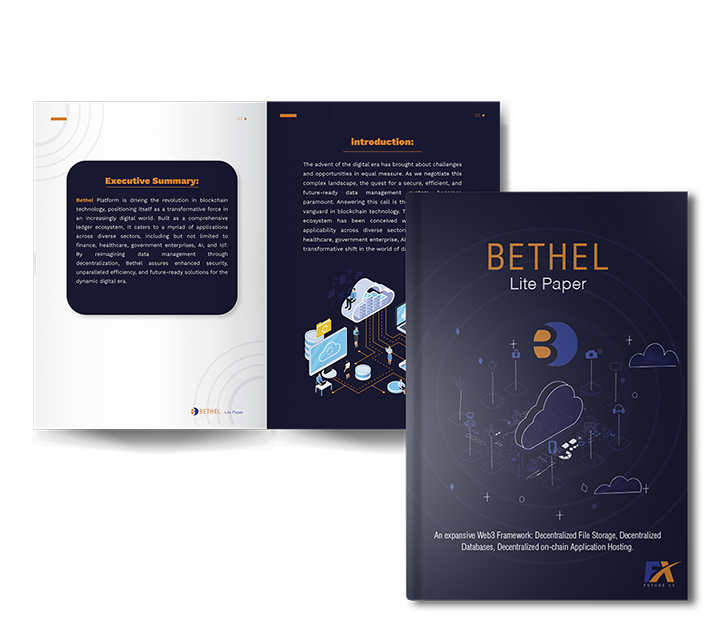 02
Executive Summary:
Bethel Platform is driving the revolution in blockchain
technology, positioning itself as a transformative force in
an increasingly digital world. Built as a comprehensive
ledger ecosystem, it caters to a myriad of applications
across diverse sectors, including but not limited to
finance, healthcare, government enterprises, AI, and IoT.
By reimagining data management through
decentralization, Bethel assures enhanced security,
unparalleled efficiency, and future-ready solutions for the
dynamic digital era.
BETHEL Lite Paper
03
introduction:
The advent of the digital era has brought about challenges
and opportunities in equal measure. As we negotiate this
complex landscape, the quest for a secure, efficient, and
future-ready data management
paramount. Answering this call is th
vanguard in blockchain technology. T
ecosystem has been conceived w
applicability across diverse sector
healthcare, government enterprise, AI
transformative shift in the world of da
BETHEL
Lite Paper
An expansive Web3 Framework: Decentralized File Storage, Decentralized
Databases, Decentralized on-chain Application Hosting.
FX
FUTURE GX